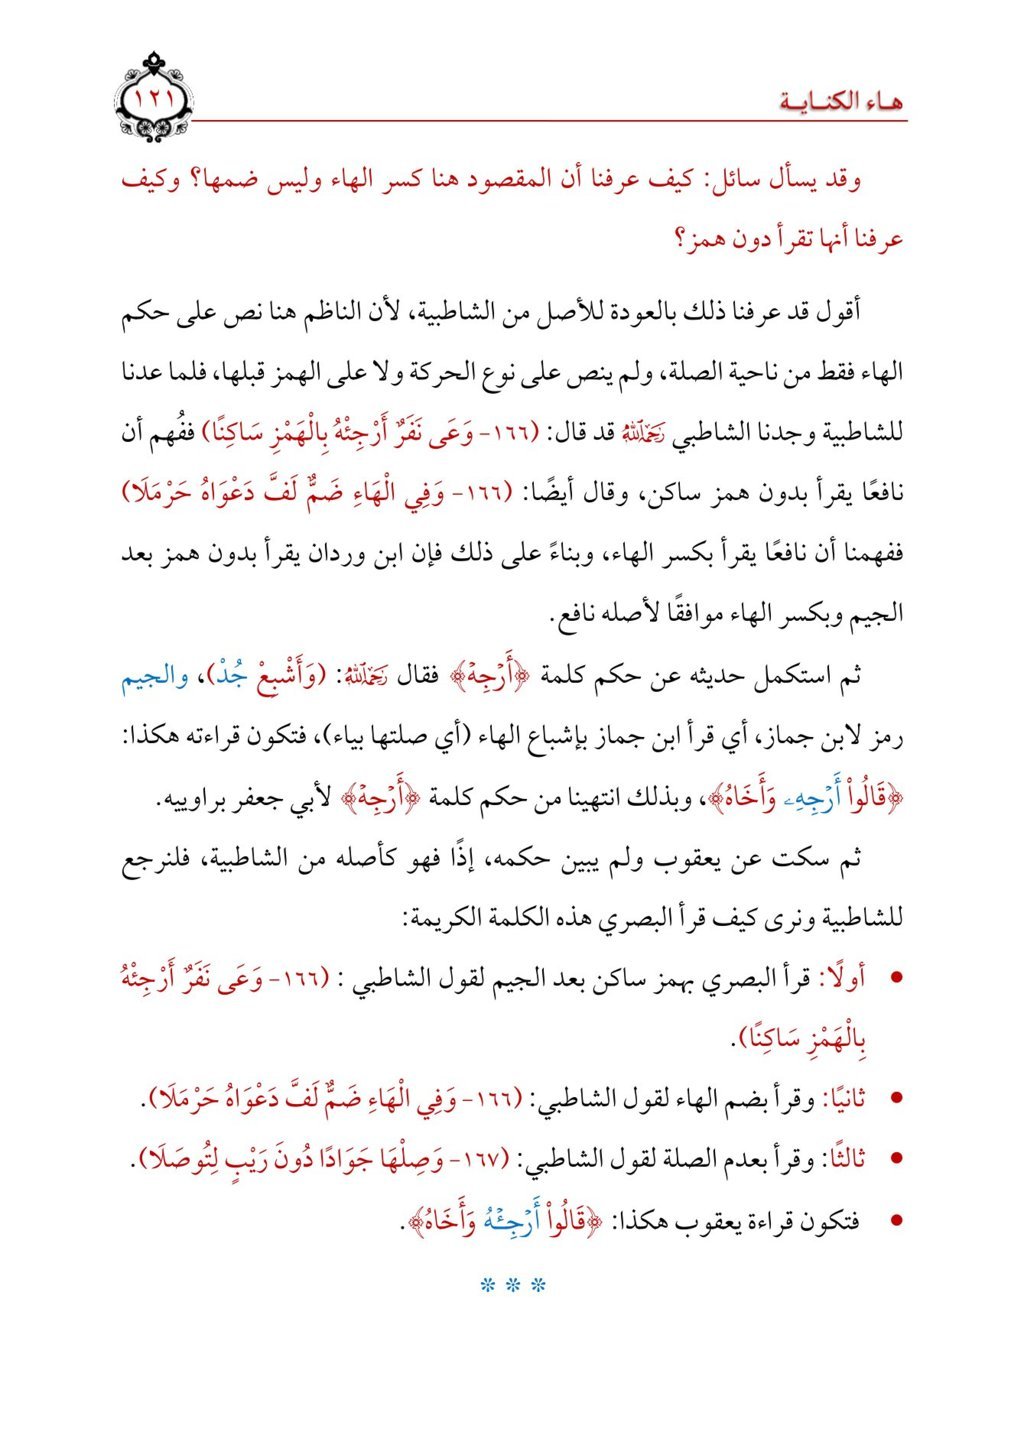 هـاء الكنـايـة
١٢١
وقد يسأل سائل: كيف عرفنا أن المقصود هنا كسر الهاء وليس ضمها؟ وكيف
عرفنا أنها تقرأ دون همز؟
أقول قد عرفنا ذلك بالعودة للأصل من الشاطبية، لأن الناظم هنا نص على حكم
الهاء فقط من ناحية الصلة، ولم ينص على نوع الحركة ولا على الهمز قبلها، فلما عدنا
للشاطبية وجدنا الشاطبي رَحِمَهُ اللَّهُ قد قال: (١٦٦- وَعَى نَفَرٌ أَرْجِئْهُ بِالْهَمْزِ سَاكِنًا) ففُهم أن
نافعًا يقرأ بدون همز ساكن، وقال أيضًا: (١٦٦- وَفِي الْهَاءِ ضَمٌّ لَفَّ دَعْوَاهُ حَرْمَلَا)
ففهمنا أن نافعًا يقرأ بكسر الهاء، وبناءً على ذلك فإن ابن وردان يقرأ بدون همز بعد
الجيم وبكسر الهاء موافقًا لأصله نافع.
ثم استكمل حديثه عن حكم كلمة ﴿أَرۡجِهۡ﴾ فقال رَحِمَهُ اللَّهُ: (وَأَشْبِعْ جُدْ)، والجيم
رمز لابن جماز، أي قرأ ابن جماز بإشباع الهاء (أي صلتها بياء)، فتكون قراءته هكذا:
﴿قَالُواْ أَرۡجِهِۦ وَأَخَاهُ﴾، وبذلك انتهينا من حكم كلمة ﴿أَرۡجِهۡ﴾ لأبي جعفر براوييه.
ثم سكت عن يعقوب ولم يبين حكمه، إذًا فهو كأصله من الشاطبية، فلنرجع
للشاطبية ونرى كيف قرأ البصري هذه الكلمة الكريمة:
• أولًا: قرأ البصري بهمز ساكن بعد الجيم لقول الشاطبي : (١٦٦- وَعَى نَفَرٌ أَرْجِئْهُ
بِالْهَمْزِ سَاكِنًا).
• ثانيًا: وقرأ بضم الهاء لقول الشاطبي: (١٦٦- وَفِي الْهَاءِ ضَمٌّ لَفَّ دَعْوَاهُ حَرْمَلَا).
• ثالثًا: وقرأ بعدم الصلة لقول الشاطبي: (١٦٧- وَصِلْهَا جَوَادًا دُونَ رَيْبٍ لِتُوصَلَا).
• فتكون قراءة يعقوب هكذا: ﴿قَالُواْ أَرۡجِئۡهُ وَأَخَاهُ﴾.
* * *